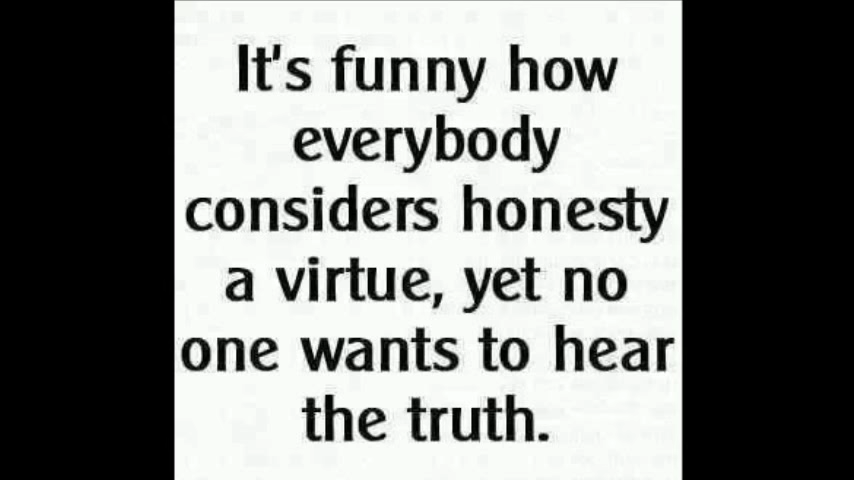 It's funny how
everybody
considers honesty
a virtue, yet no
one wants to hear
the truth.